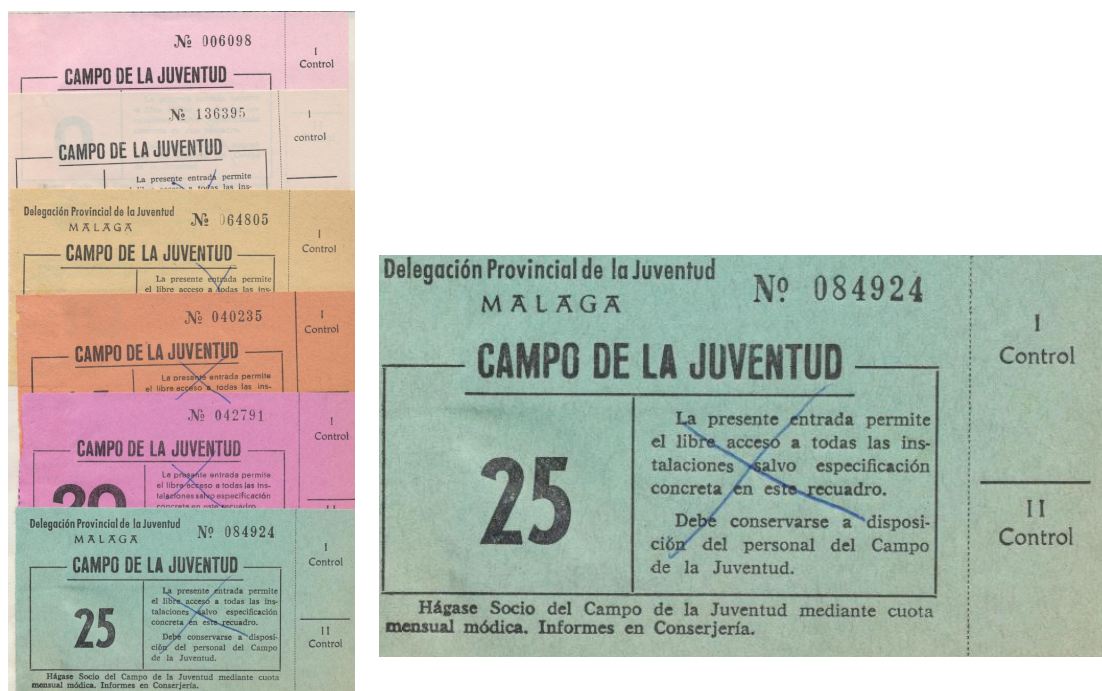 Nº 006098
I
Control
CAMPO DE LA JUVENTUD
Nº 136395
I
control
CAMPO DE LA JUVENTUD
La presente entrada permite
libre acceso a todas las ins-
Delegación Provincial de la Juventud
MALAGA
Nº 064805
I
Control
CAMPO DE LA JUVENTUD
La presente entrada permite
el libre acceso a todas las ins-
Nº 040235
I
Control
CAMPO DE LA JUVENTUD
La presente entrada permite
el libre acceso a todas las ins-
Nº 042791
I
Control
CAMPO DE LA JUVENTUD
20
La presente entrada permite
el libre acceso a todas las ins-
talaciones salvo especificación
concreta en este recuadro.
Delegación Provincial de la Juventud
MALAGA
Nº 084924
I
Control
CAMPO DE LA JUVENTUD
25
La presente entrada permite
el libre acceso a todas las ins-
talaciones salvo especificación
concreta en este recuadro.
Debe conservarse a disposi-
ción del personal del Campo
de la Juventud.
II
Control
Hágase Socio del Campo de la Juventud mediante cuota
mensual módica. Informes en Conserjería.
Delegación Provincial de la Juventud
MALAGA
Nº 084924
I
Control
CAMPO DE LA JUVENTUD
25
La presente entrada permite
el libre acceso a todas las ins-
talaciones salvo especificación
concreta en este recuadro.
Debe conservarse a disposi-
ción del personal del Campo
de la Juventud.
II
Control
Hágase Socio del Campo de la Juventud mediante cuota
mensual módica. Informes en Conserjería.